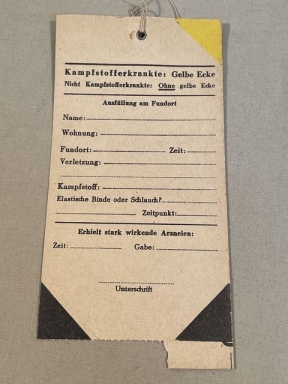 Kampfstofferkrankte: Gelbe Ecke
Nicht Kampfstofferkrankte: Ohne gelbe Ecke
Ausfüllung am Fundort
Name:
Wohnung:
Fundort: Zeit:
Verletzung:
Kampfstoff:
Elastische Binde oder Schlauch?
Zeitpunkt:
Erhielt stark wirkende Arzneien:
Zeit: Gabe:
Unterschrift